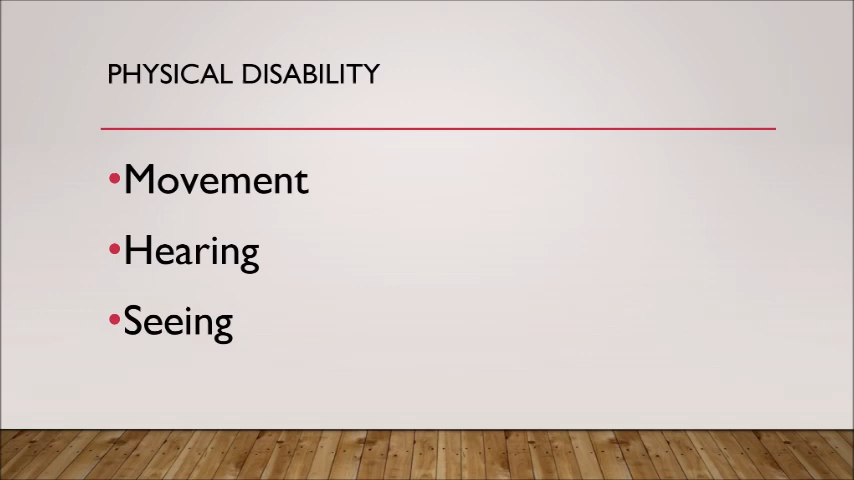 PHYSICAL DISABILITY
•Movement
•Hearing
•Seeing